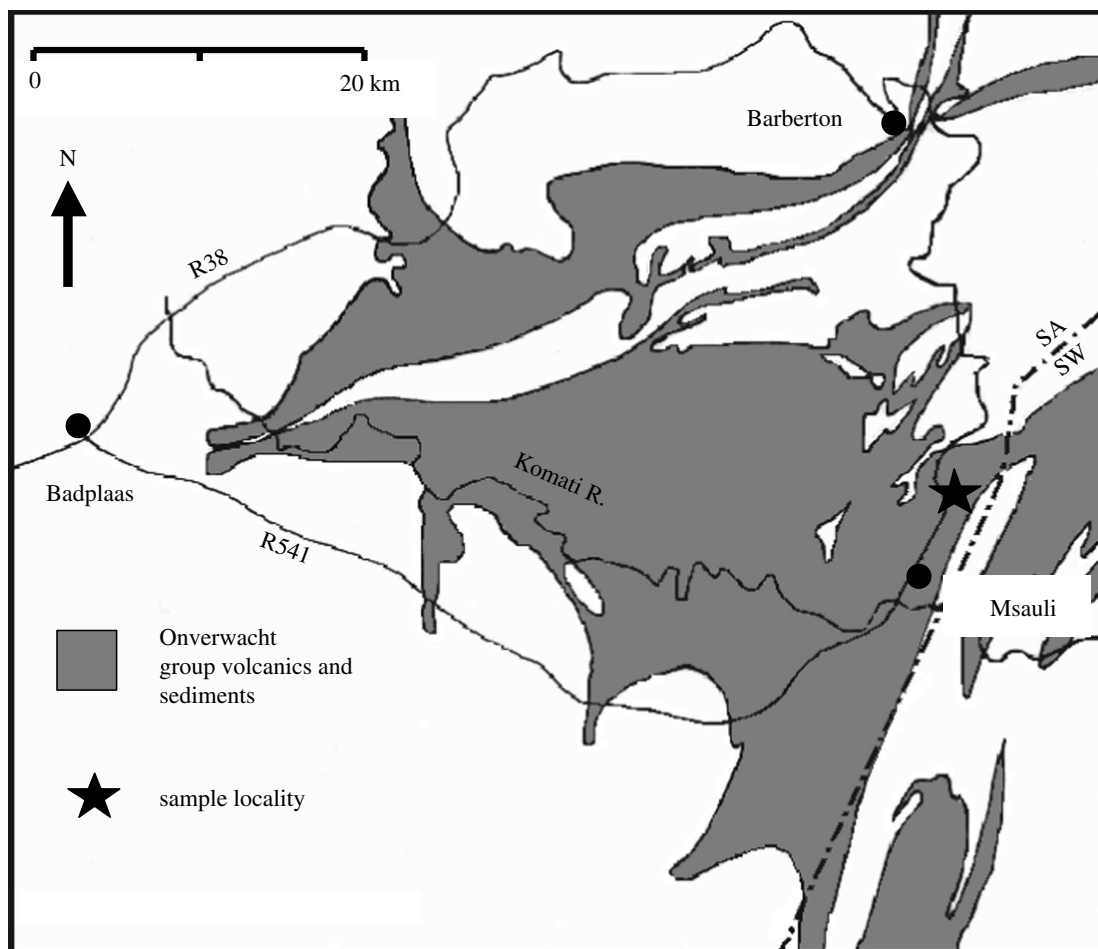 0
20 km
Barberton
N
R38
SA
SW
Komati R.
Badplaas
R541
Msauli
Onverwacht
group volcanics and
sediments
sample locality